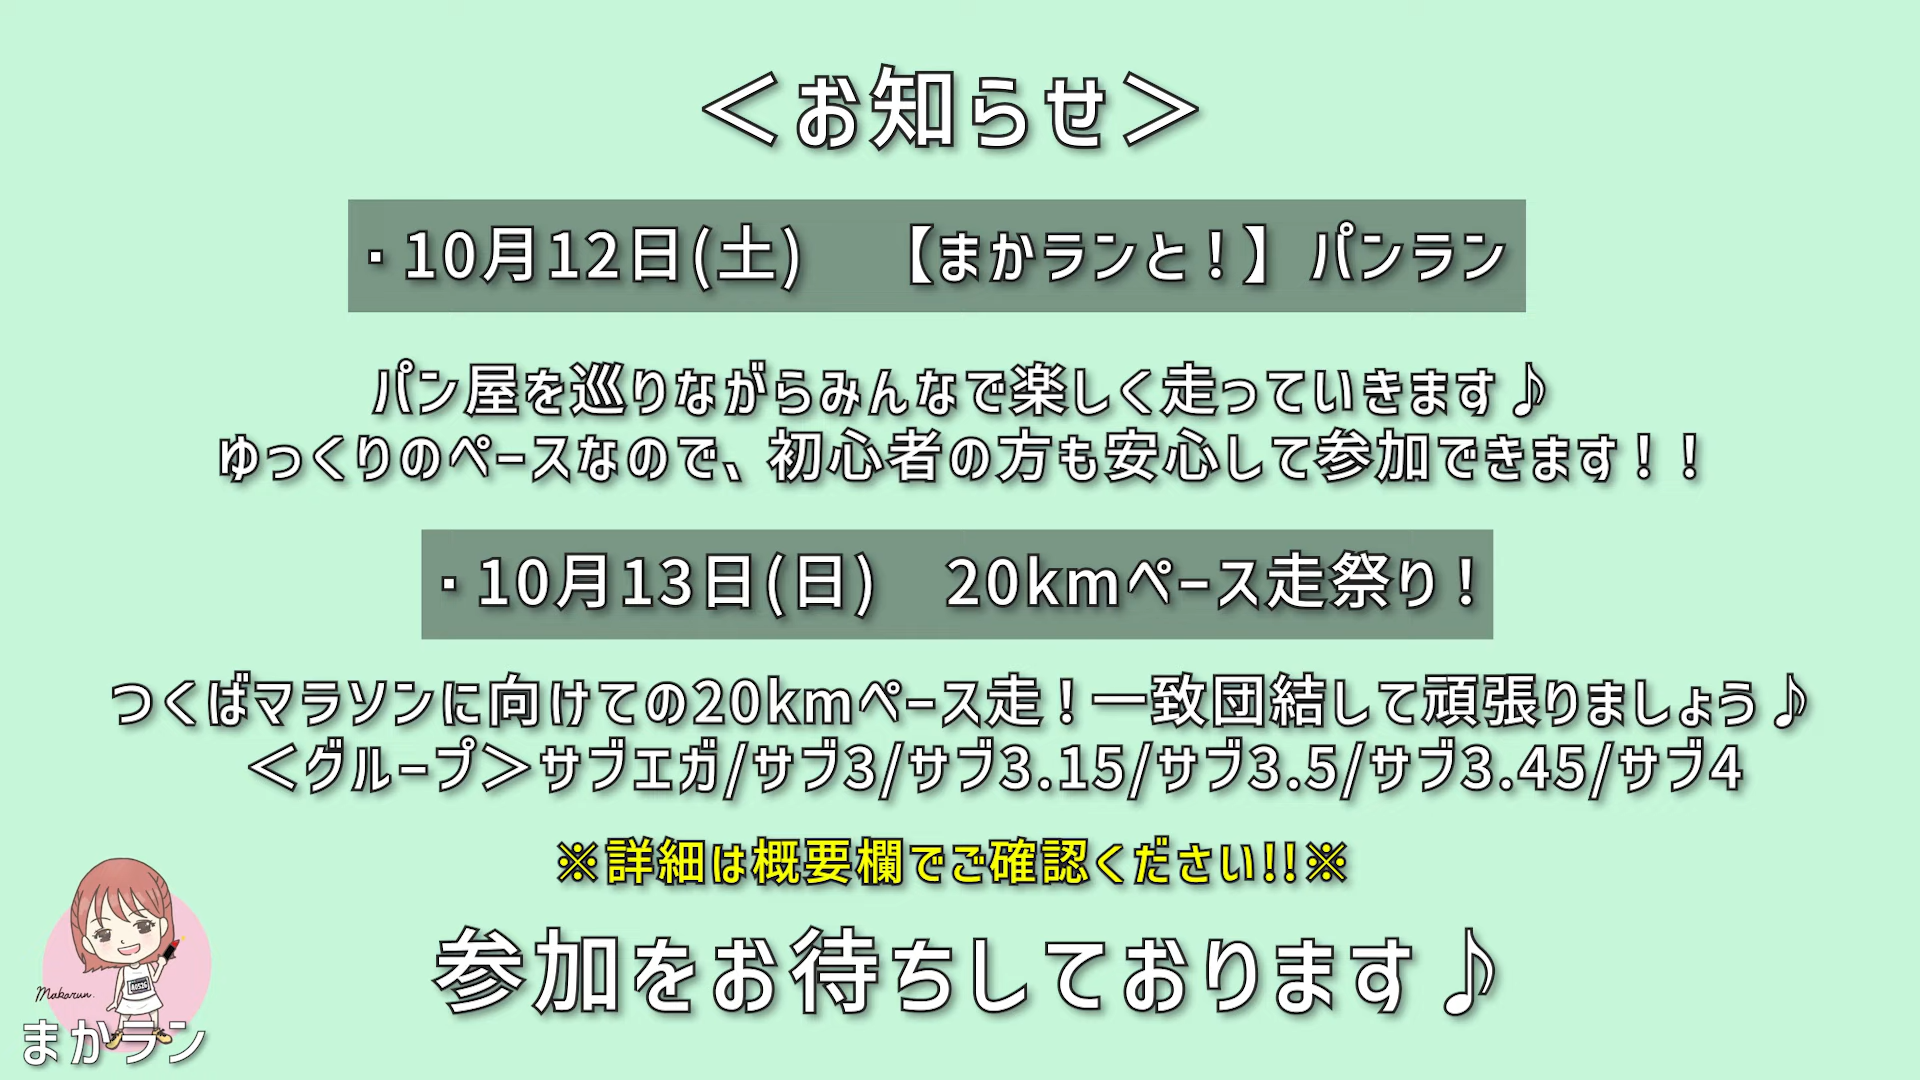 ＜お知らせ＞
・10月12日(土)　【まかランと！】パンラン
パン屋を巡りながらみんなで楽しく走っていきます♪
ゆっくりのペースなので、初心者の方も安心して参加できます！！
・10月13日(日)　20kmペース走祭り！
つくばマラソンに向けての20kmペース走！一致団結して頑張りましょう♪
＜グループ＞サブエガ/サブ3/サブ3.15/サブ3.5/サブ3.45/サブ4
※詳細は概要欄でご確認ください!!※
参加をお待ちしております♪
Makarun.
まかラン